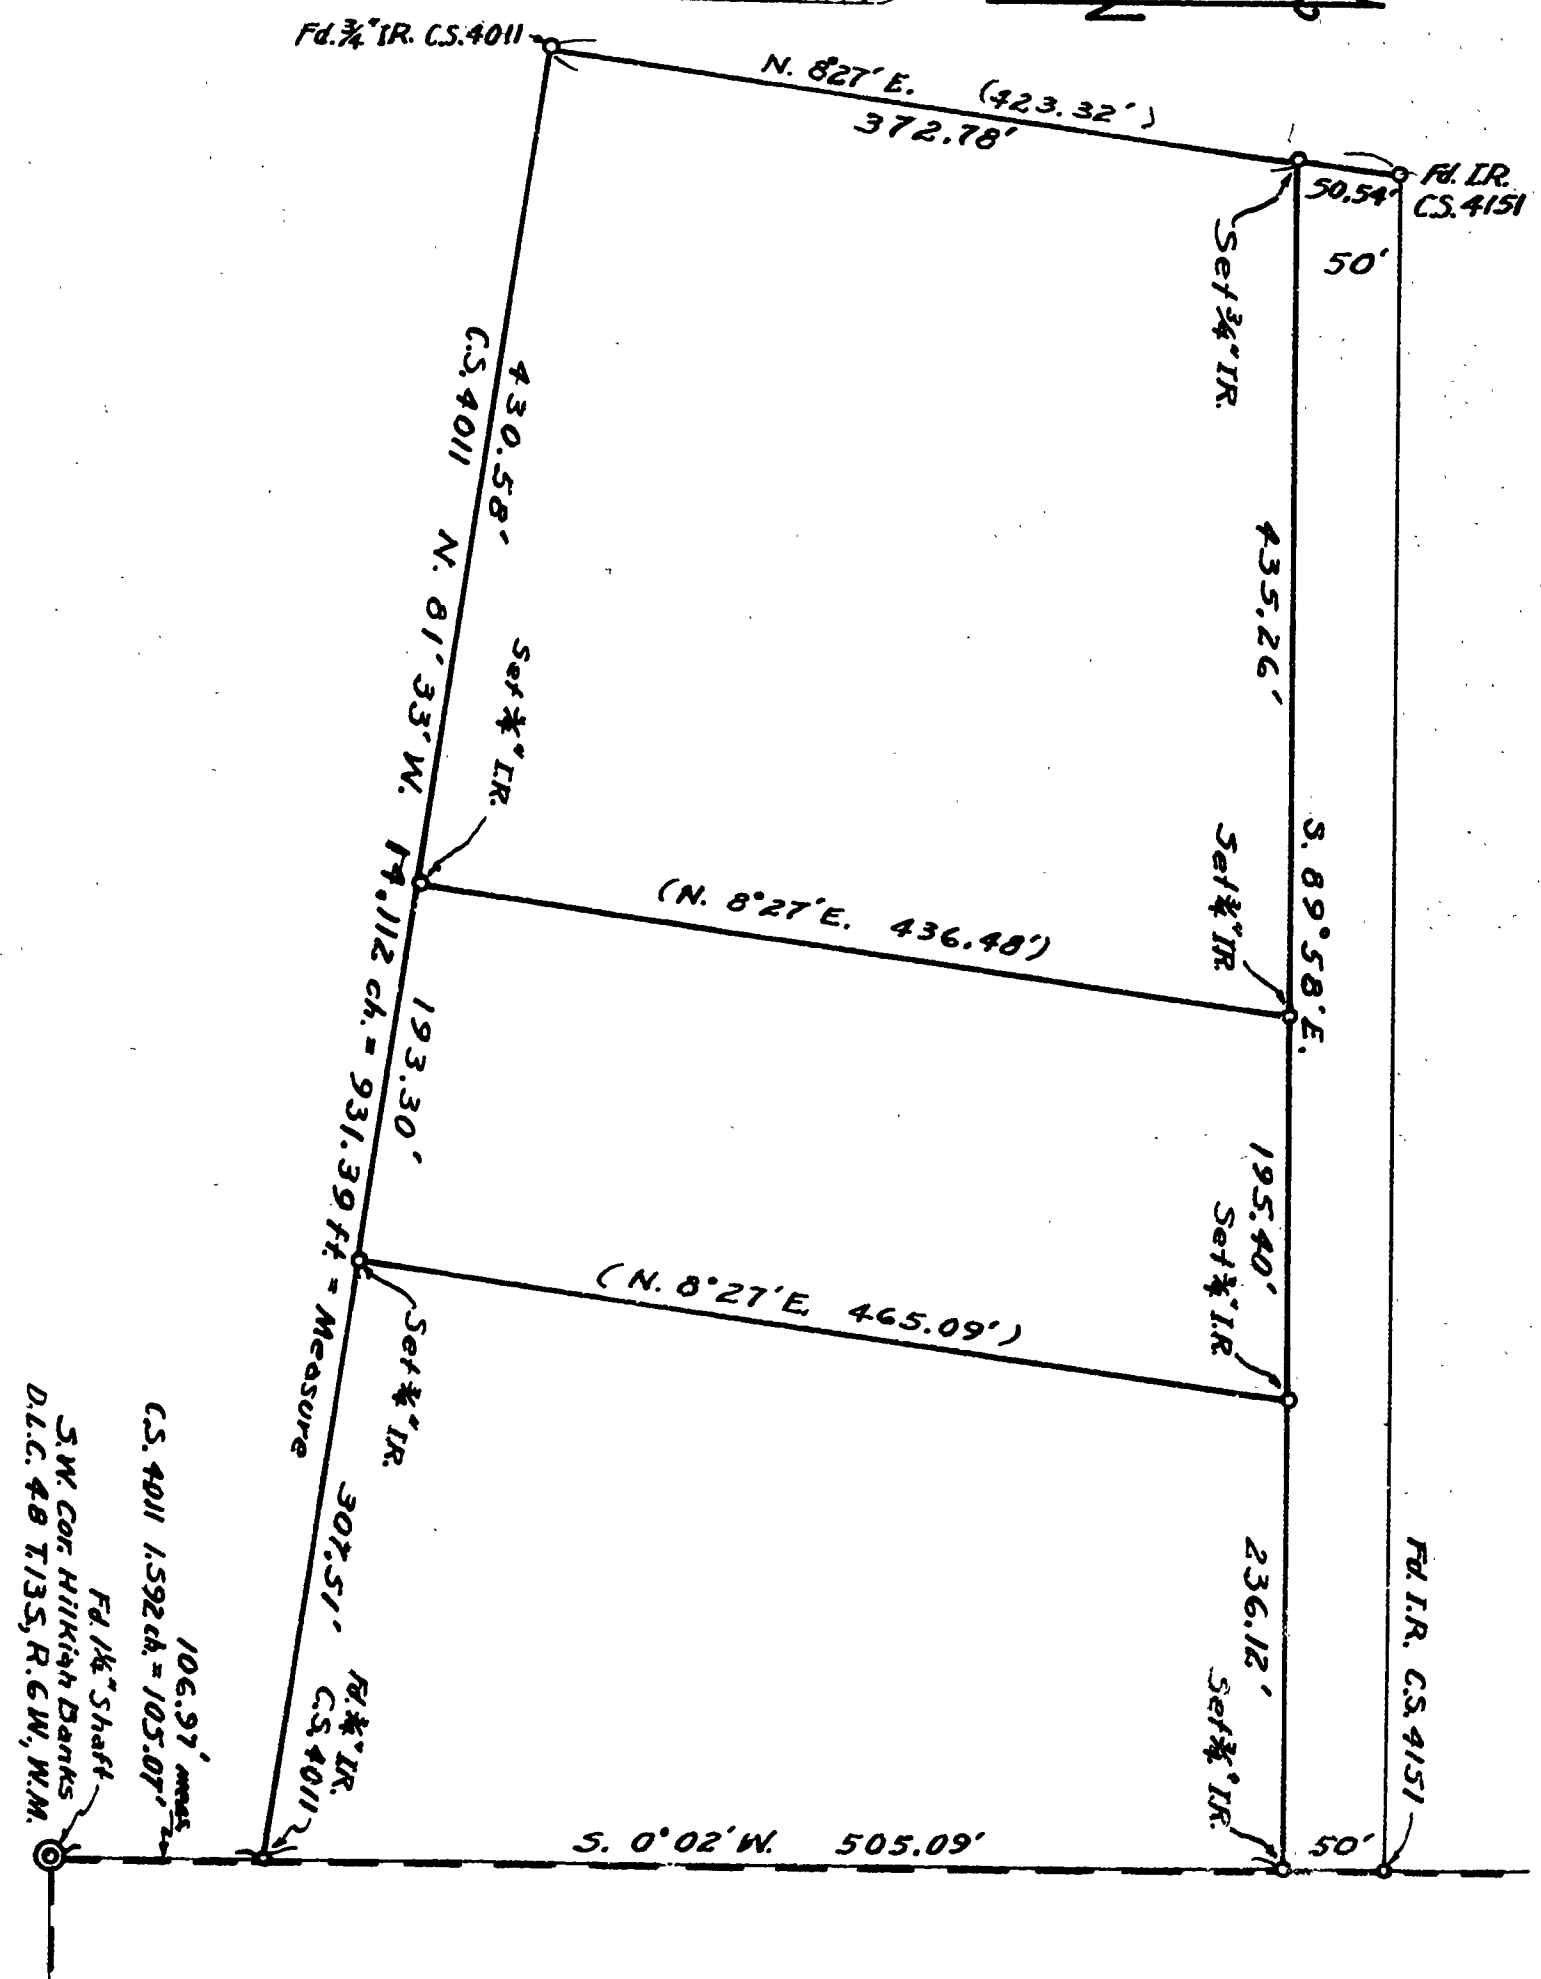 Fd. ¾" I.R. C.S. 4011
N. 8°27' E. (423.32')
372.78'
50.54'
Fd. I.R.
C.S. 4151
50'
Set ¾" I.R.
430.58'
C.S. 4011 N. 81° 33' W. 14.112 ch. = 931.39 ft. = Measure
435.26'
Set ¾" I.R.
Set ¾" I.R.
S. 89°58' E.
(N. 8°27' E. 436.48')
193.30'
195.40'
Set ¾" I.R.
(N. 8°27' E. 465.09')
Set ¾" I.R.
307.51'
236.12'
Fd. I.R. C.S. 4151
Fd. ¾" I.R.
C.S. 4011
Set ¾" I.R.
106.97' meas
C.S. 4011 1.592 ch. = 105.07'
Fd. 1½" Shaft
S.W. Cor. Hilkiah Banks
D.L.C. 48 T.13S, R.6W, W.M.
S. 0°02' W. 505.09'
50'